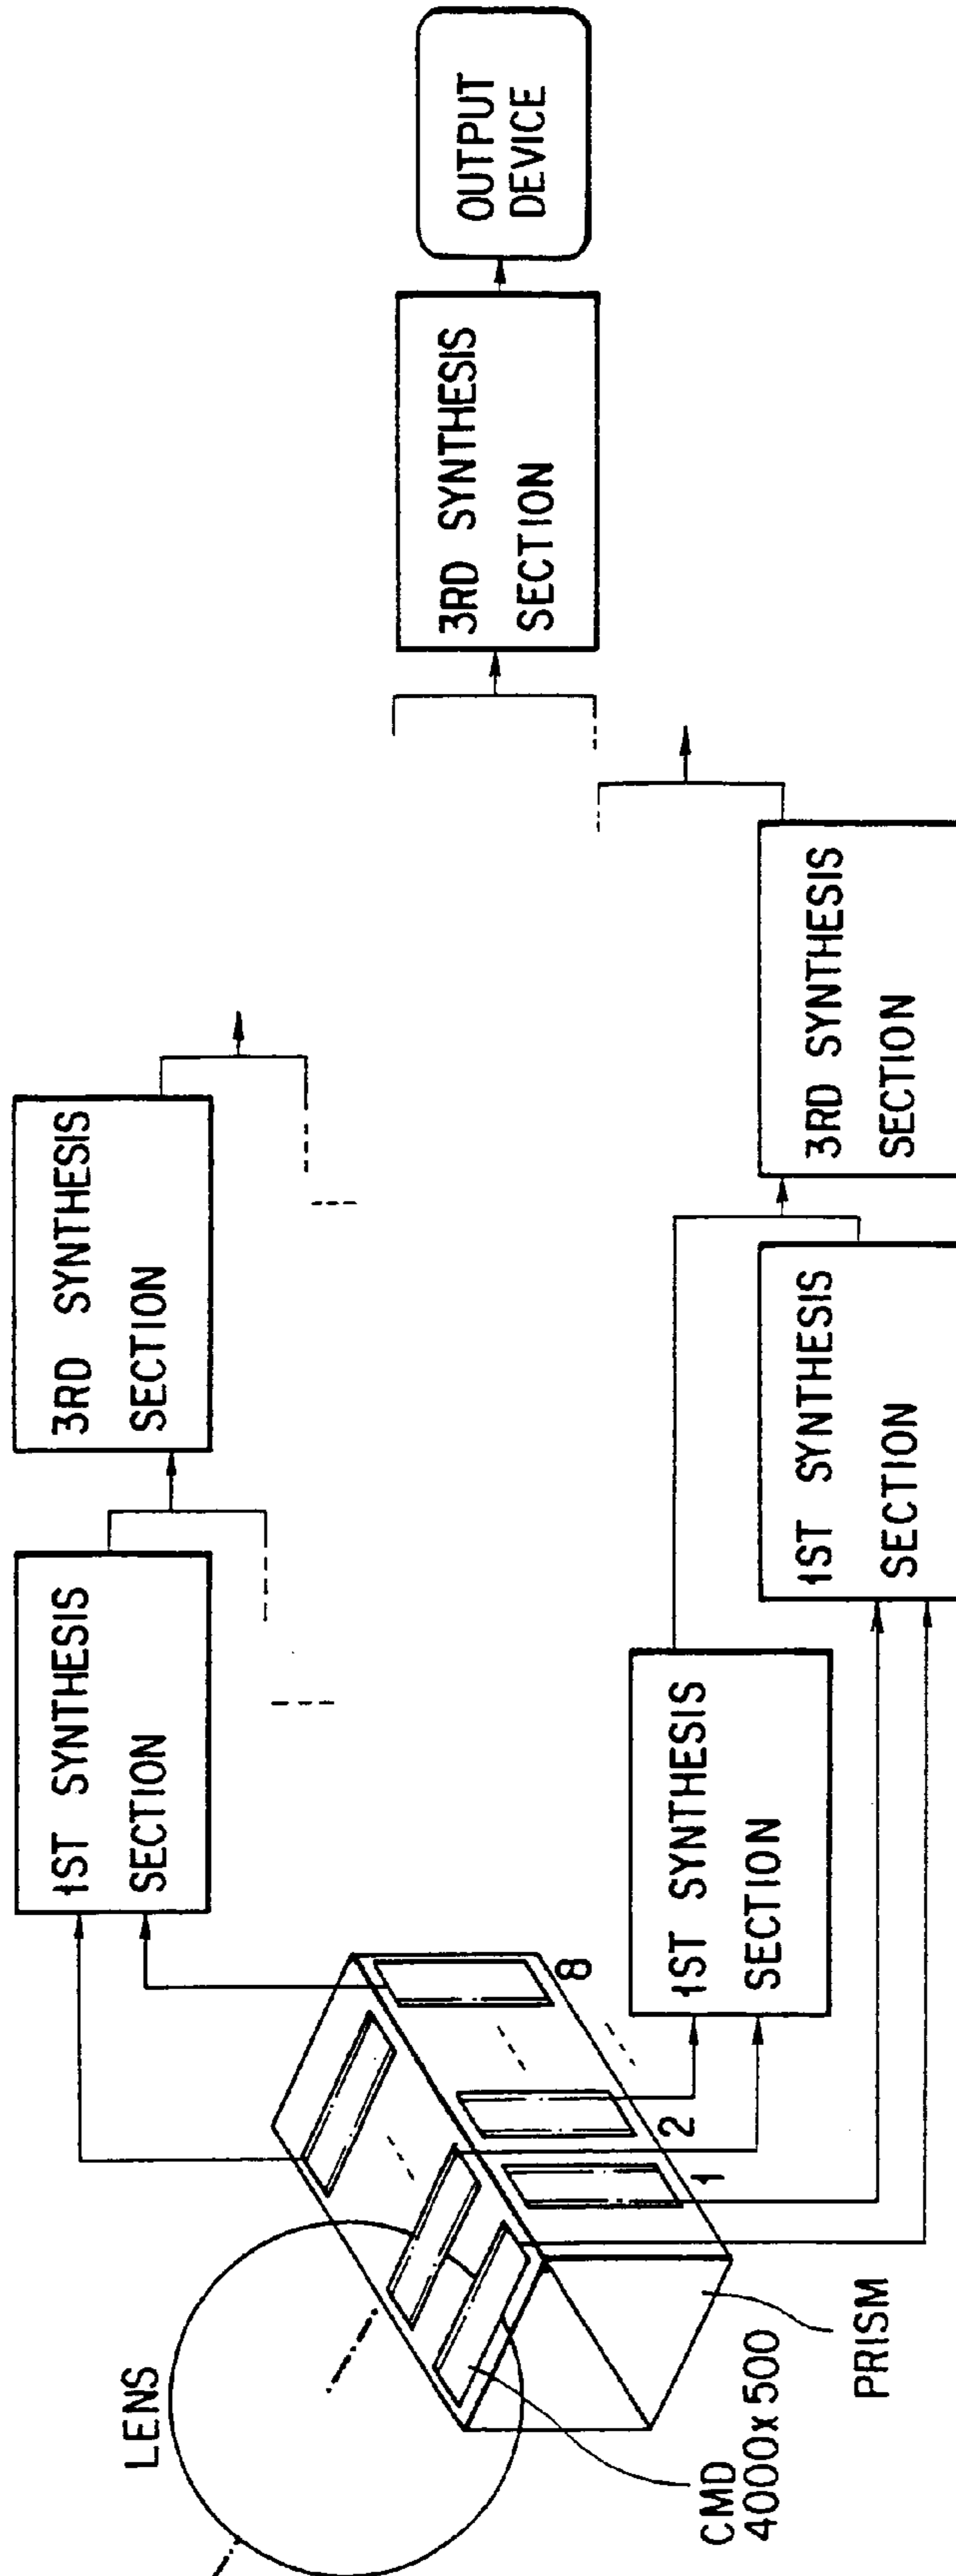 LENS
CMD
4000x500
PRISM
1
2
8
1ST SYNTHESIS
SECTION
3RD SYNTHESIS
SECTION
1ST SYNTHESIS
SECTION
1ST SYNTHESIS
SECTION
3RD SYNTHESIS
SECTION
3RD SYNTHESIS
SECTION
OUTPUT
DEVICE